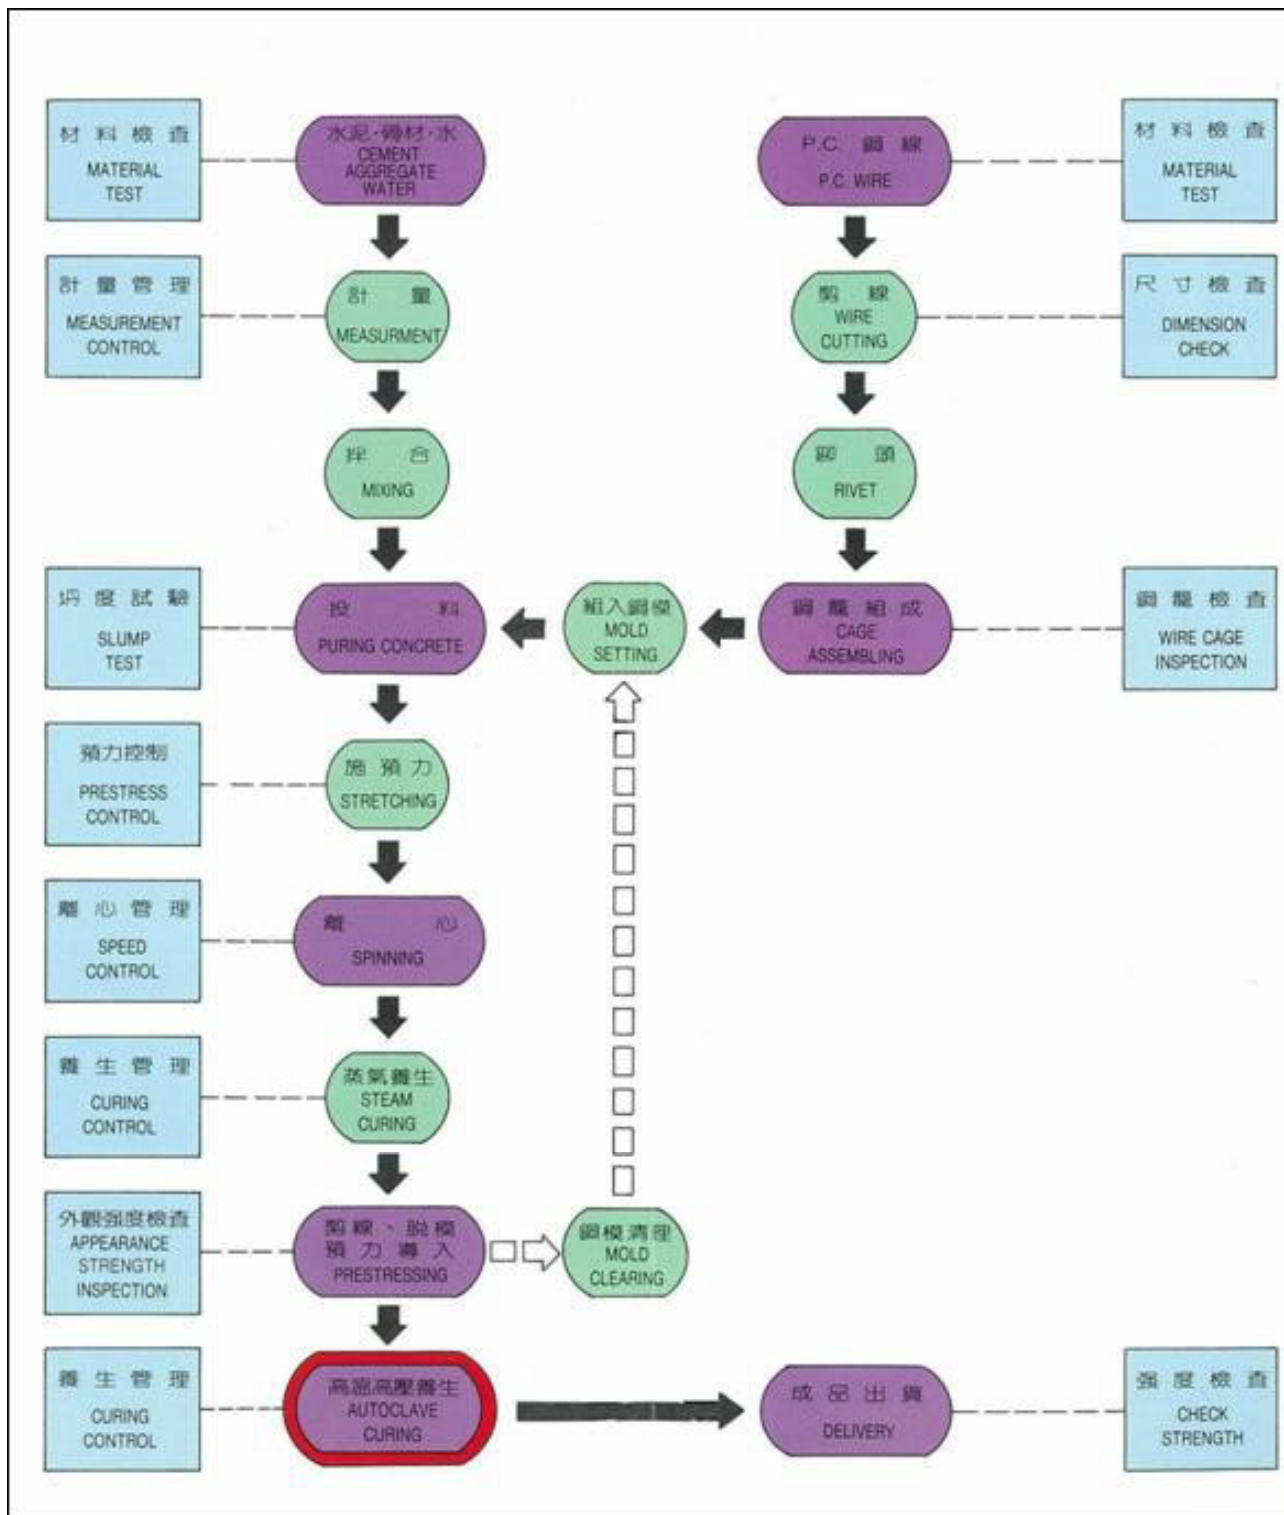 材料檢查
MATERIAL
TEST
水泥·骨材·水
CEMENT
AGGREGATE
WATER
P.C. 鋼線
P.C. WIRE
材料檢查
MATERIAL
TEST
計量管理
MEASUREMENT
CONTROL
計量
MEASURMENT
剪線
WIRE
CUTTING
尺寸檢查
DIMENSION
CHECK
拌合
MIXING
頭
RIVET
坍度試驗
SLUMP
TEST
投料
PURING CONCRETE
組入鋼模
MOLD
SETTING
鋼籠組成
CAGE
ASSEMBLING
鋼籠檢查
WIRE CAGE
INSPECTION
預力控制
PRESTRESS
CONTROL
施預力
STRETCHING
離心管理
SPEED
CONTROL
離心
SPINNING
養生管理
CURING
CONTROL
蒸氣養生
STEAM
CURING
外觀强度檢查
APPEARANCE
STRENGTH
INSPECTION
剪線、脱模
預力導入
PRESTRESSING
鋼模清理
MOLD
CLEARING
養生管理
CURING
CONTROL
高溫高壓養生
AUTOCLAVE
CURING
成品出貨
DELIVERY
强度檢查
CHECK
STRENGTH